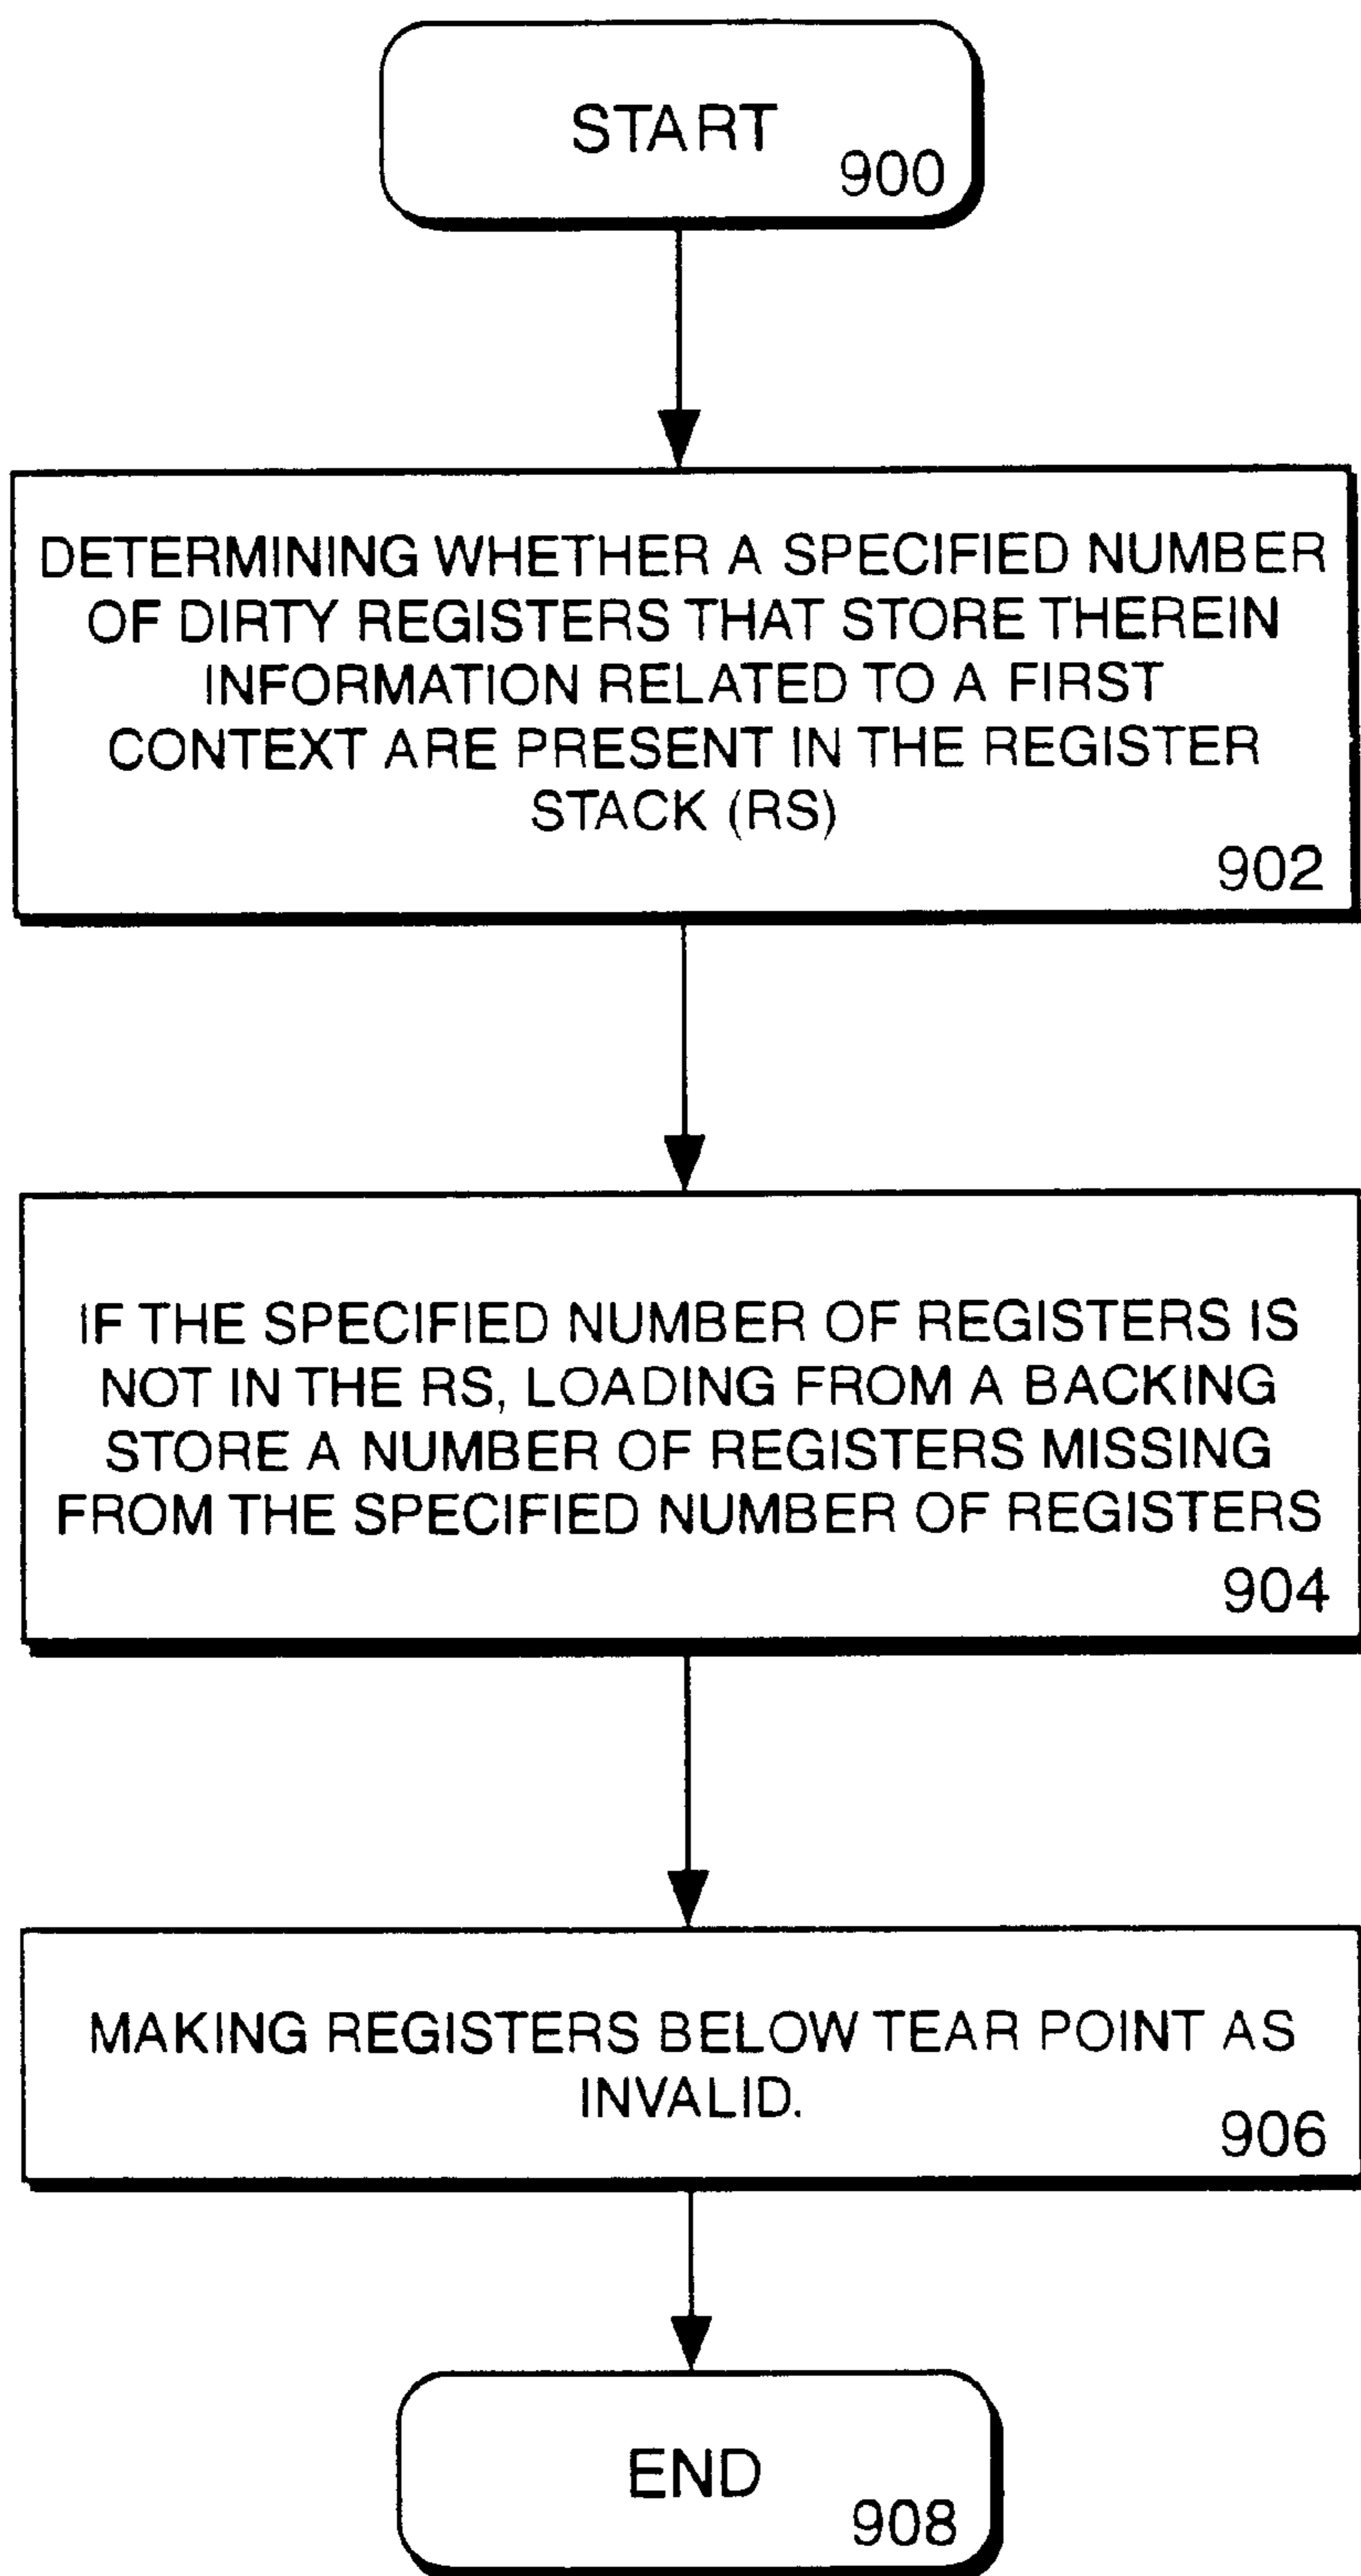 START
900
DETERMINING WHETHER A SPECIFIED NUMBER
OF DIRTY REGISTERS THAT STORE THEREIN
INFORMATION RELATED TO A FIRST
CONTEXT ARE PRESENT IN THE REGISTER
STACK (RS)
902
IF THE SPECIFIED NUMBER OF REGISTERS IS
NOT IN THE RS, LOADING FROM A BACKING
STORE A NUMBER OF REGISTERS MISSING
FROM THE SPECIFIED NUMBER OF REGISTERS
904
MAKING REGISTERS BELOW TEAR POINT AS
INVALID.
906
END
908